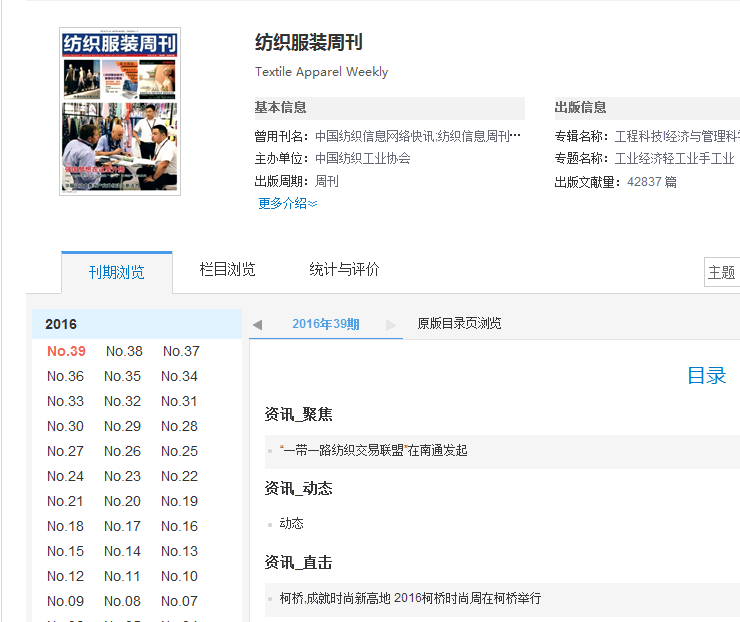 纺织服装周刊
纺织服装周刊
Textile Apparel Weekly
基本信息
曾用刊名：中国纺织信息网络快讯;纺织信息周刊···
主办单位：中国纺织工业协会
出版周期：周刊
更多介绍
出版信息
专辑名称：工程科技I经济与管理科学
专题名称：工业经济轻工业手工业
出版文献量：42837 篇
刊期浏览
栏目浏览
统计与评价
主题
2016
No.39 No.38 No.37
No.36 No.35 No.34
No.33 No.32 No.31
No.30 No.29 No.28
No.27 No.26 No.25
No.24 No.23 No.22
No.21 No.20 No.19
No.18 No.17 No.16
No.15 No.14 No.13
No.12 No.11 No.10
No.09 No.08 No.07
2016年39期
原版目录页浏览
目录
资讯_聚焦
“一带一路纺织交易联盟”在南通发起
资讯_动态
动态
资讯_直击
柯桥,成就时尚新高地 2016柯桥时尚周在柯桥举行